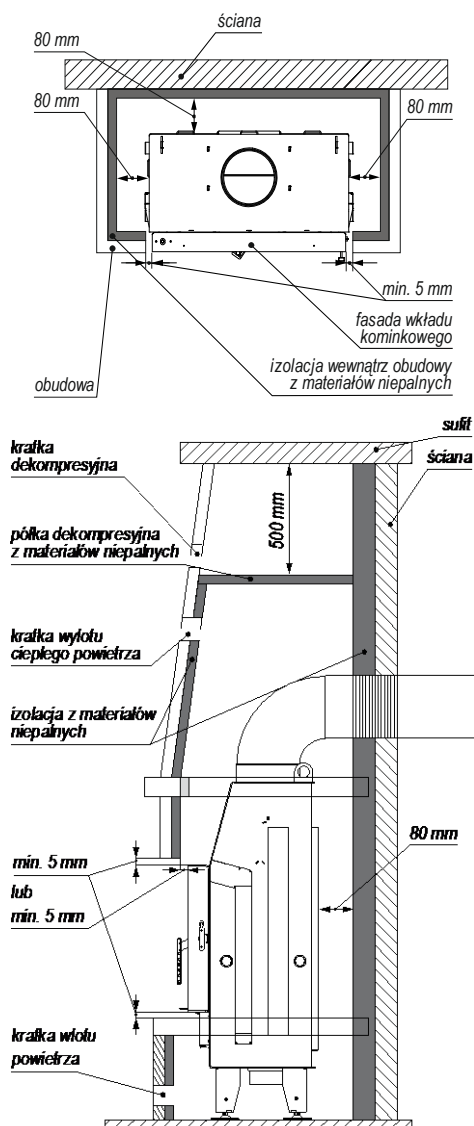 ściana
80 mm
80 mm
80 mm
min. 5 mm
fasada wkładu
kominkowego
izolacja wewnątrz obudowy
z materiałów niepalnych
obudowa
sufit
kratka
dekompresyjna
ściana
500 mm
półka dekompresyjna
z materiałów niepalnych
kratka wylotu
ciepłego powietrza
izolacja z materiałów
niepalnych
80 mm
min. 5 mm
lub
min. 5 mm
kratka wlotu
powietrza